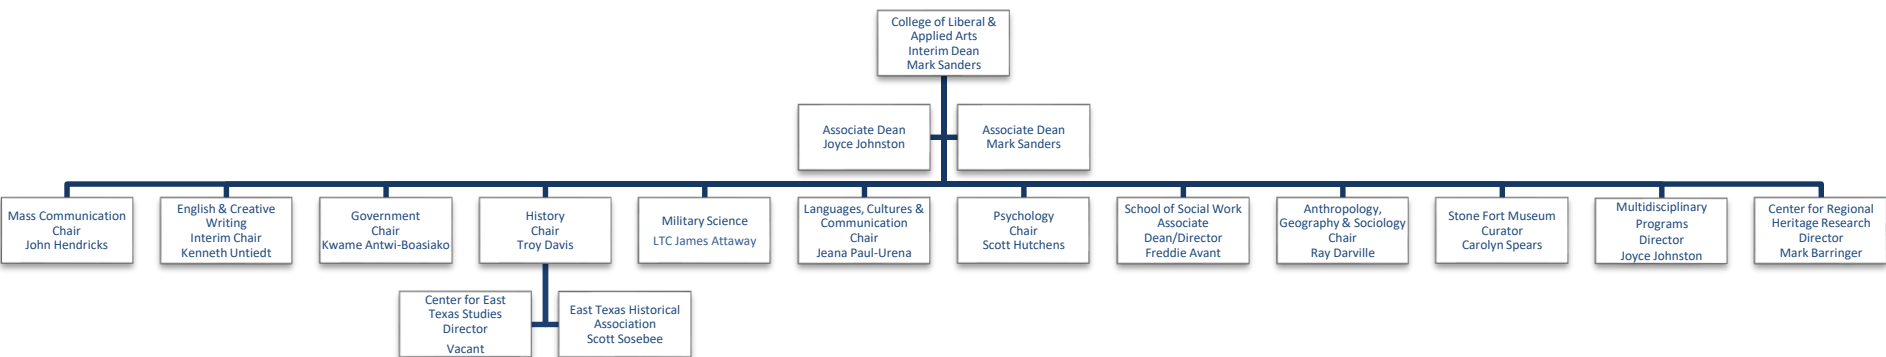 College of Liberal &
Applied Arts
Interim Dean
Mark Sanders
Associate Dean
Joyce Johnston
Associate Dean
Mark Sanders
Mass Communication
Chair
John Hendricks
English & Creative
Writing
Interim Chair
Kenneth Untiedt
Government
Chair
Kwame Antwi-Boasiako
History
Chair
Troy Davis
Military Science
LTC James Attaway
Languages, Cultures &
Communication
Chair
Jeana Paul-Urena
Psychology
Chair
Scott Hutchens
School of Social Work
Associate
Dean/Director
Freddie Avant
Anthropology,
Geography & Sociology
Chair
Ray Darville
Stone Fort Museum
Curator
Carolyn Spears
Multidisciplinary
Programs
Director
Joyce Johnston
Center for Regional
Heritage Research
Director
Mark Barringer
Center for East
Texas Studies
Director
Vacant
East Texas Historical
Association
Scott Sosebee